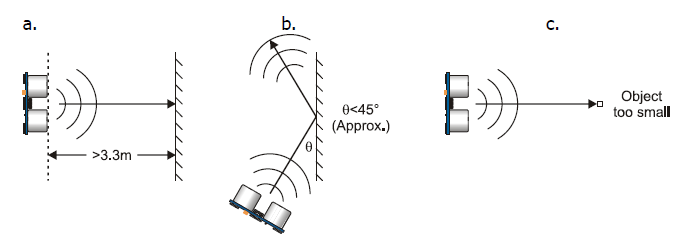 a.
b.
c.
>3.3m
θ<45°
(Approx.)
θ
Object
too small